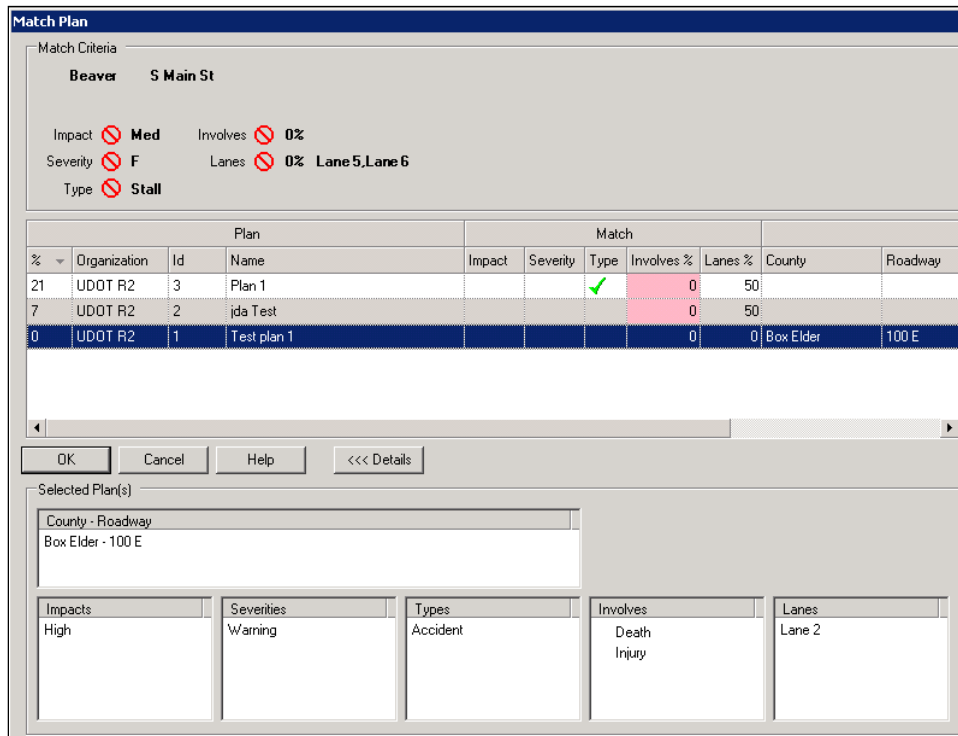 Match Plan
Match Criteria
Beaver S Main St
Impact Med Involves 0%
Severity F Lanes 0% Lane 5,Lane 6
Type Stall
Plan Match
% Organization Id Name Impact Severity Type Involves % Lanes % County Roadway
21 UDOT R2 3 Plan 1 0 50
7 UDOT R2 2 jda Test 0 50
0 UDOT R2 1 Test plan 1 0 0 Box Elder 100 E
OK Cancel Help <<< Details
Selected Plan(s)
County - Roadway
Box Elder - 100 E
Impacts Severities Types Involves Lanes
High Warning Accident Death Lane 2
Injury